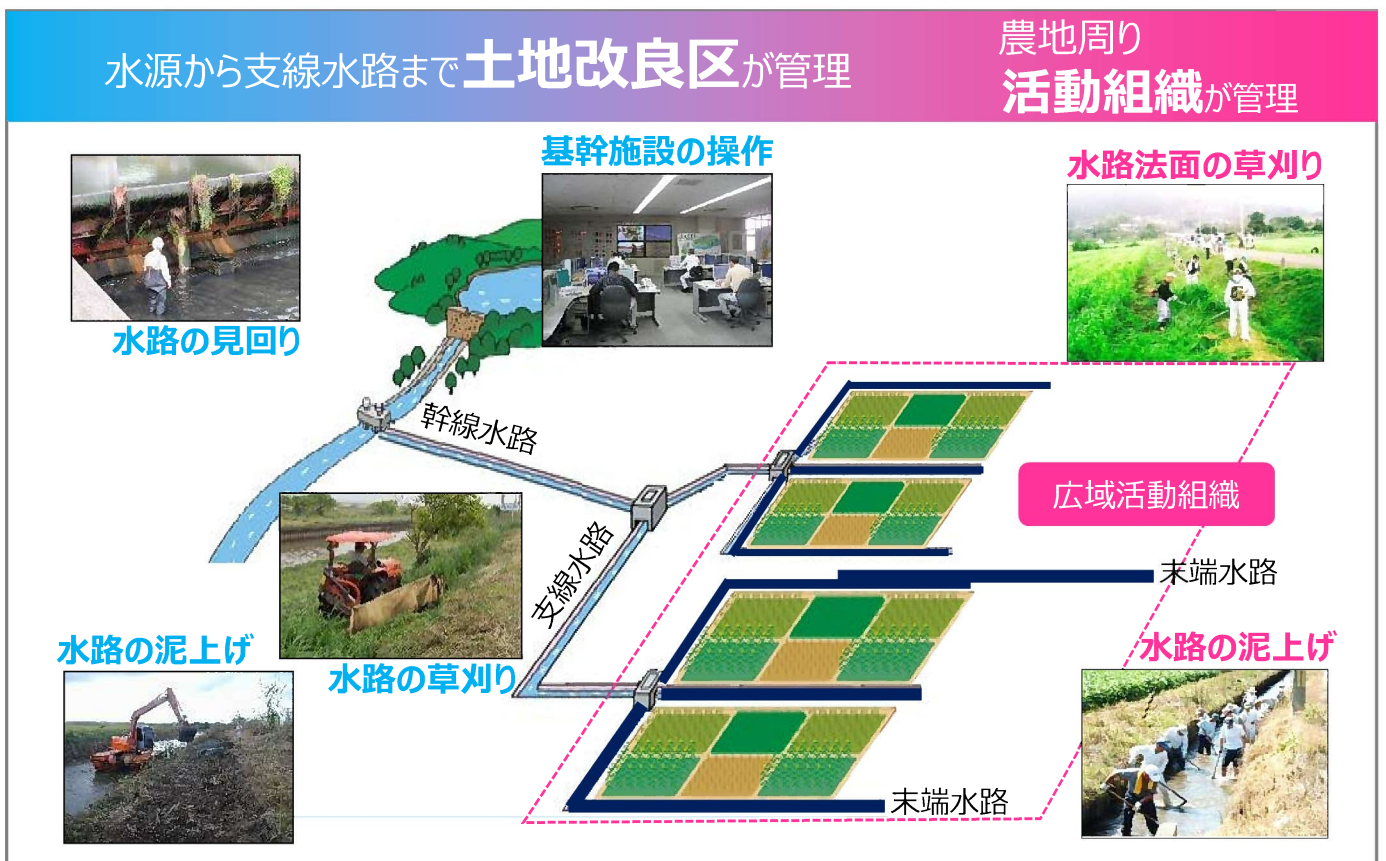 水源から支線水路まで土地改良区が管理
農地周り
活動組織が管理
基幹施設の操作
水路法面の草刈り
水路の見回り
幹線水路
広域活動組織
支線水路
末端水路
水路の泥上げ
水路の草刈り
水路の泥上げ
末端水路